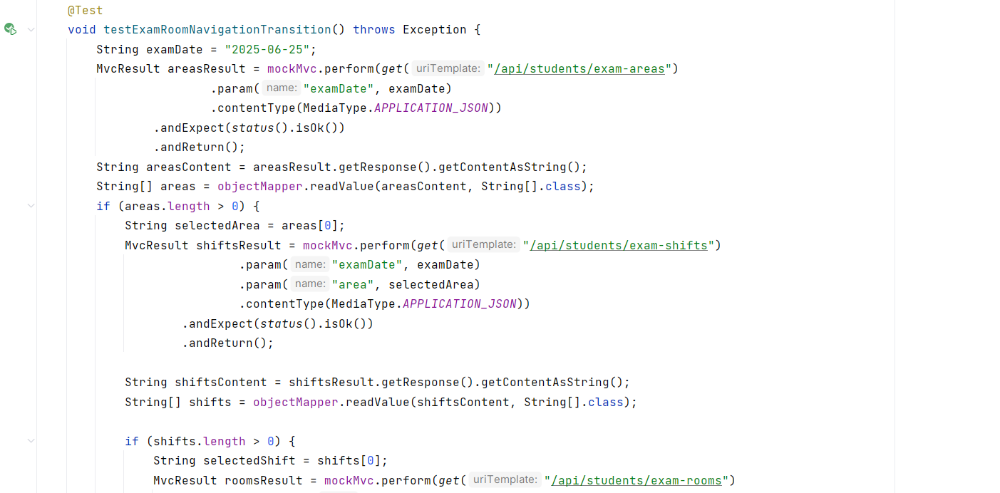 @Test
void testExamRoomNavigationTransition() throws Exception {
    String examDate = "2025-06-25";
    MvcResult areasResult = mockMvc.perform(get( uriTemplate: "/api/students/exam-areas")
                    .param( name: "examDate", examDate)
                    .contentType(MediaType.APPLICATION_JSON))
            .andExpect(status().isOk())
            .andReturn();
    String areasContent = areasResult.getResponse().getContentAsString();
    String[] areas = objectMapper.readValue(areasContent, String[].class);
    if (areas.length > 0) {
        String selectedArea = areas[0];
        MvcResult shiftsResult = mockMvc.perform(get( uriTemplate: "/api/students/exam-shifts")
                        .param( name: "examDate", examDate)
                        .param( name: "area", selectedArea)
                        .contentType(MediaType.APPLICATION_JSON))
                .andExpect(status().isOk())
                .andReturn();

        String shiftsContent = shiftsResult.getResponse().getContentAsString();
        String[] shifts = objectMapper.readValue(shiftsContent, String[].class);

        if (shifts.length > 0) {
            String selectedShift = shifts[0];
            MvcResult roomsResult = mockMvc.perform(get( uriTemplate: "/api/students/exam-rooms")